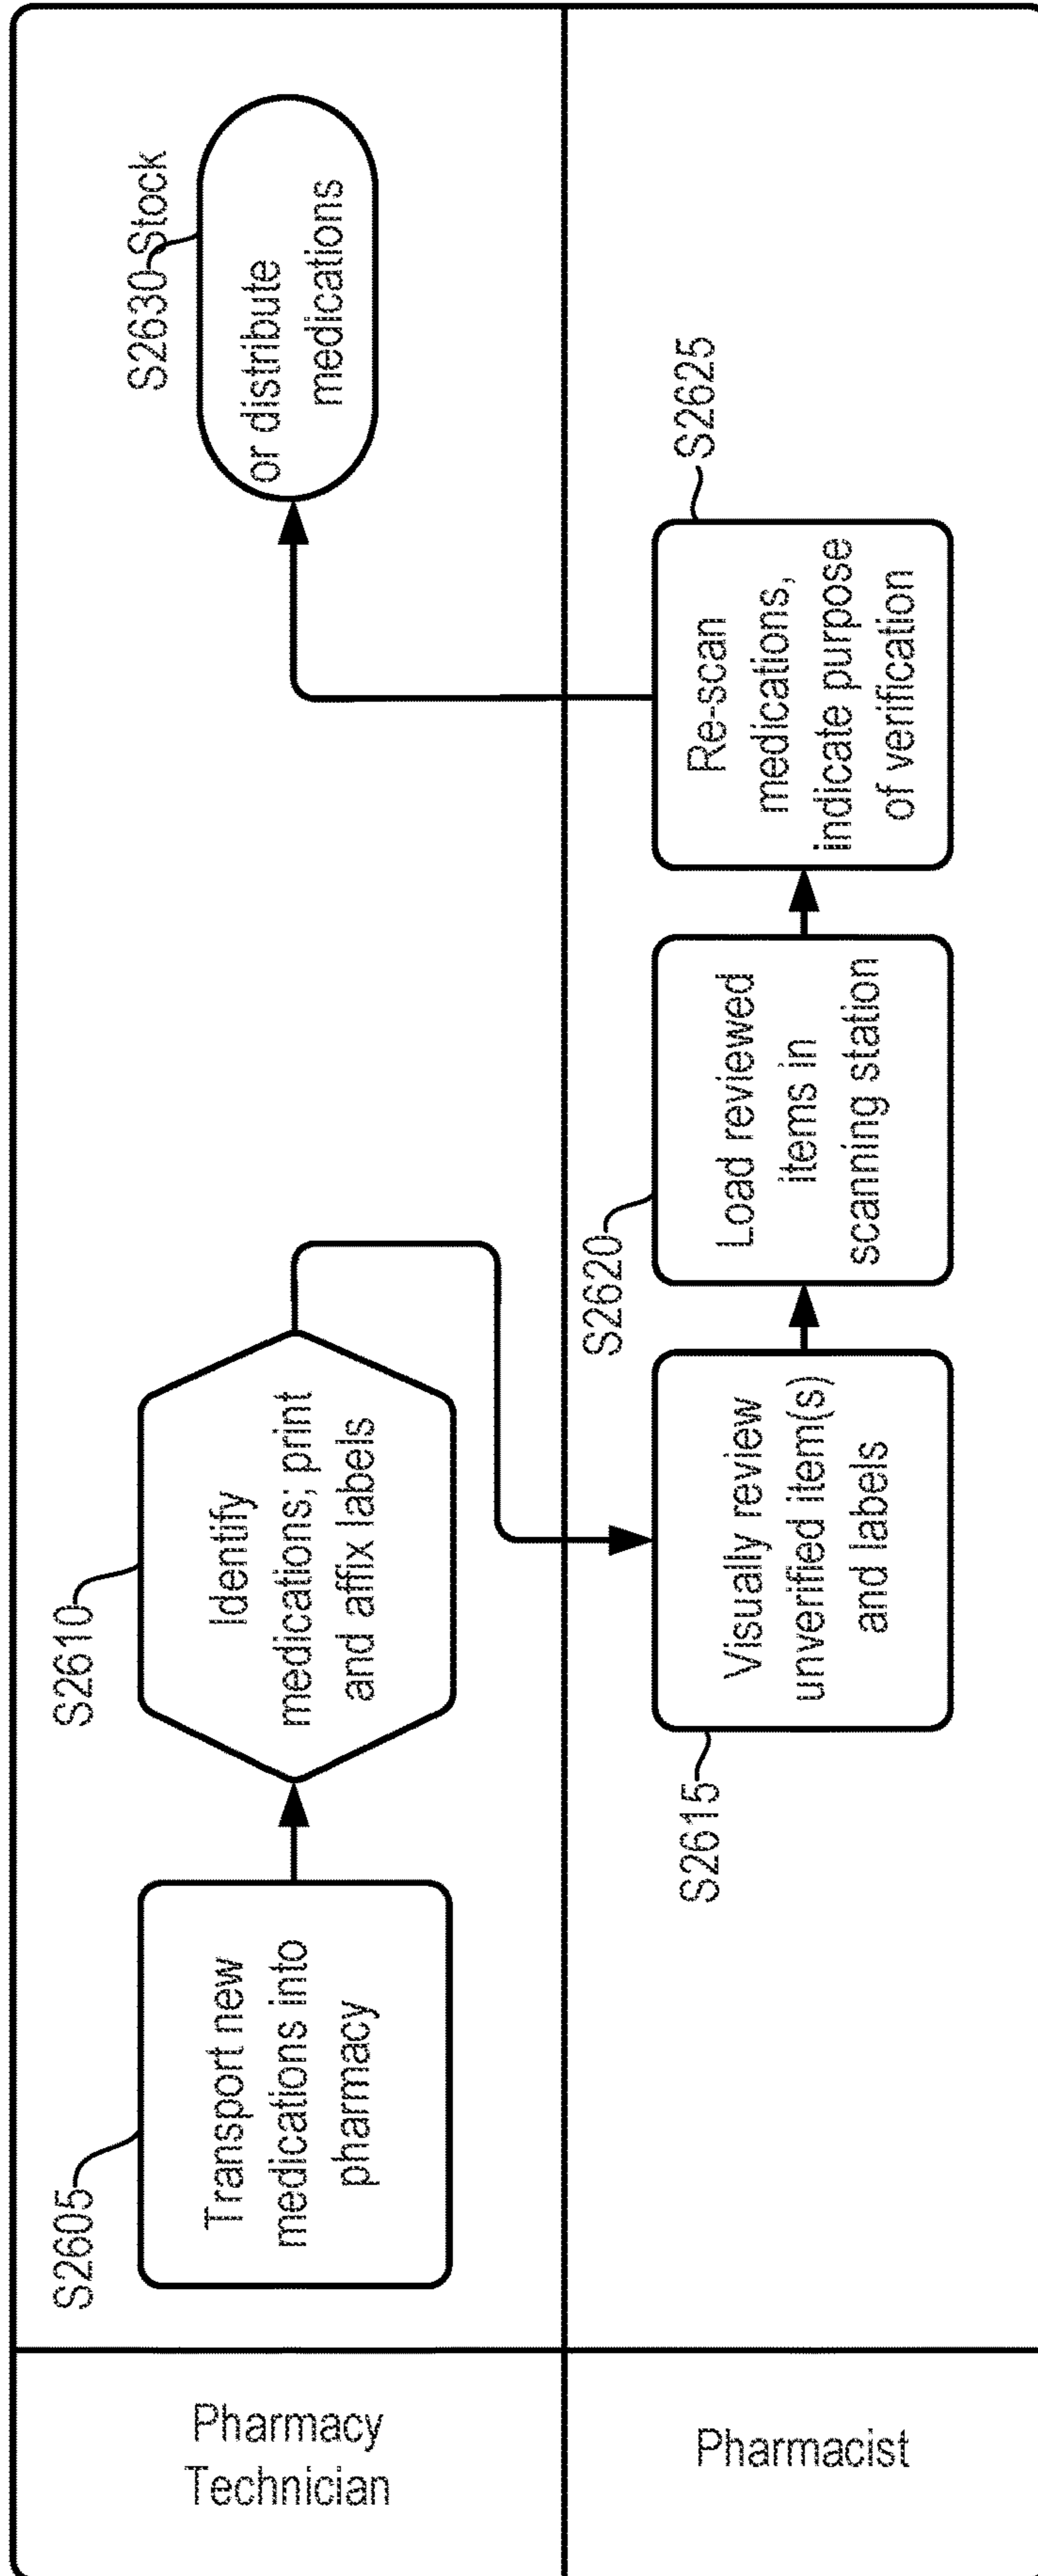 Pharmacy
Technician
S2605
Transport new
medications into
pharmacy
S2610
Identify
medications; print
and affix labels
S2630 Stock
or distribute
medications
Pharmacist
S2615
Visually review
unverified item(s)
and labels
S2620
Load reviewed
items in
scanning station
S2625
Re-scan
medications,
indicate purpose
of verification